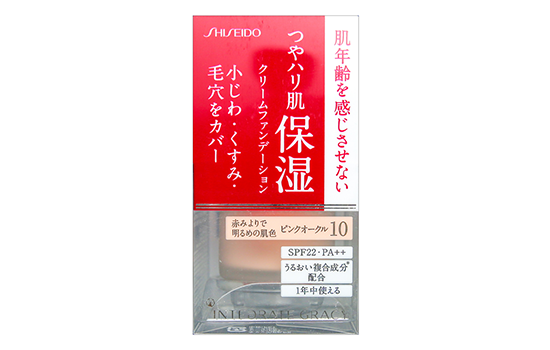 SHISEIDO
肌年齢を感じさせない
つやハリ肌
保湿
クリームファンデーション
小じわ・くすみ・
毛穴をカバー
赤みよりで
明るめの肌色
ピンクオークル10
SPF22・PA++
うるおい複合成分*
配合
1年中使える
INTEGRATE GRACY